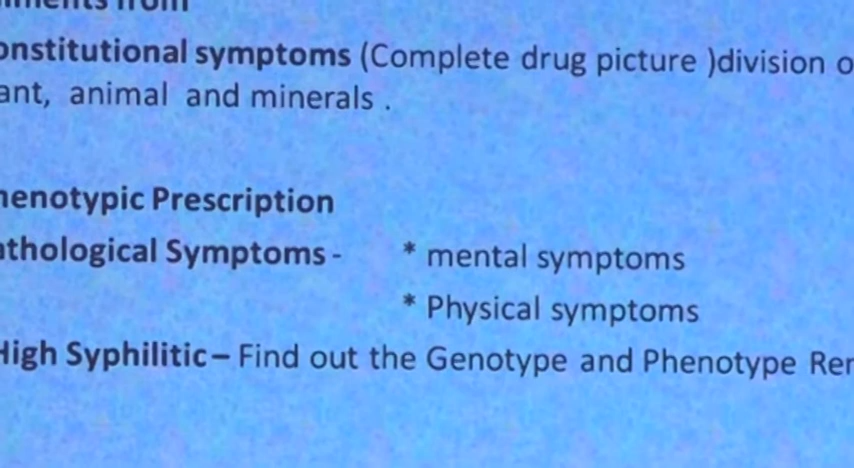 onstitutional symptoms (Complete drug picture )division o
ant, animal and minerals .
henotypic Prescription
athological Symptoms - * mental symptoms
* Physical symptoms
High Syphilitic – Find out the Genotype and Phenotype Rer